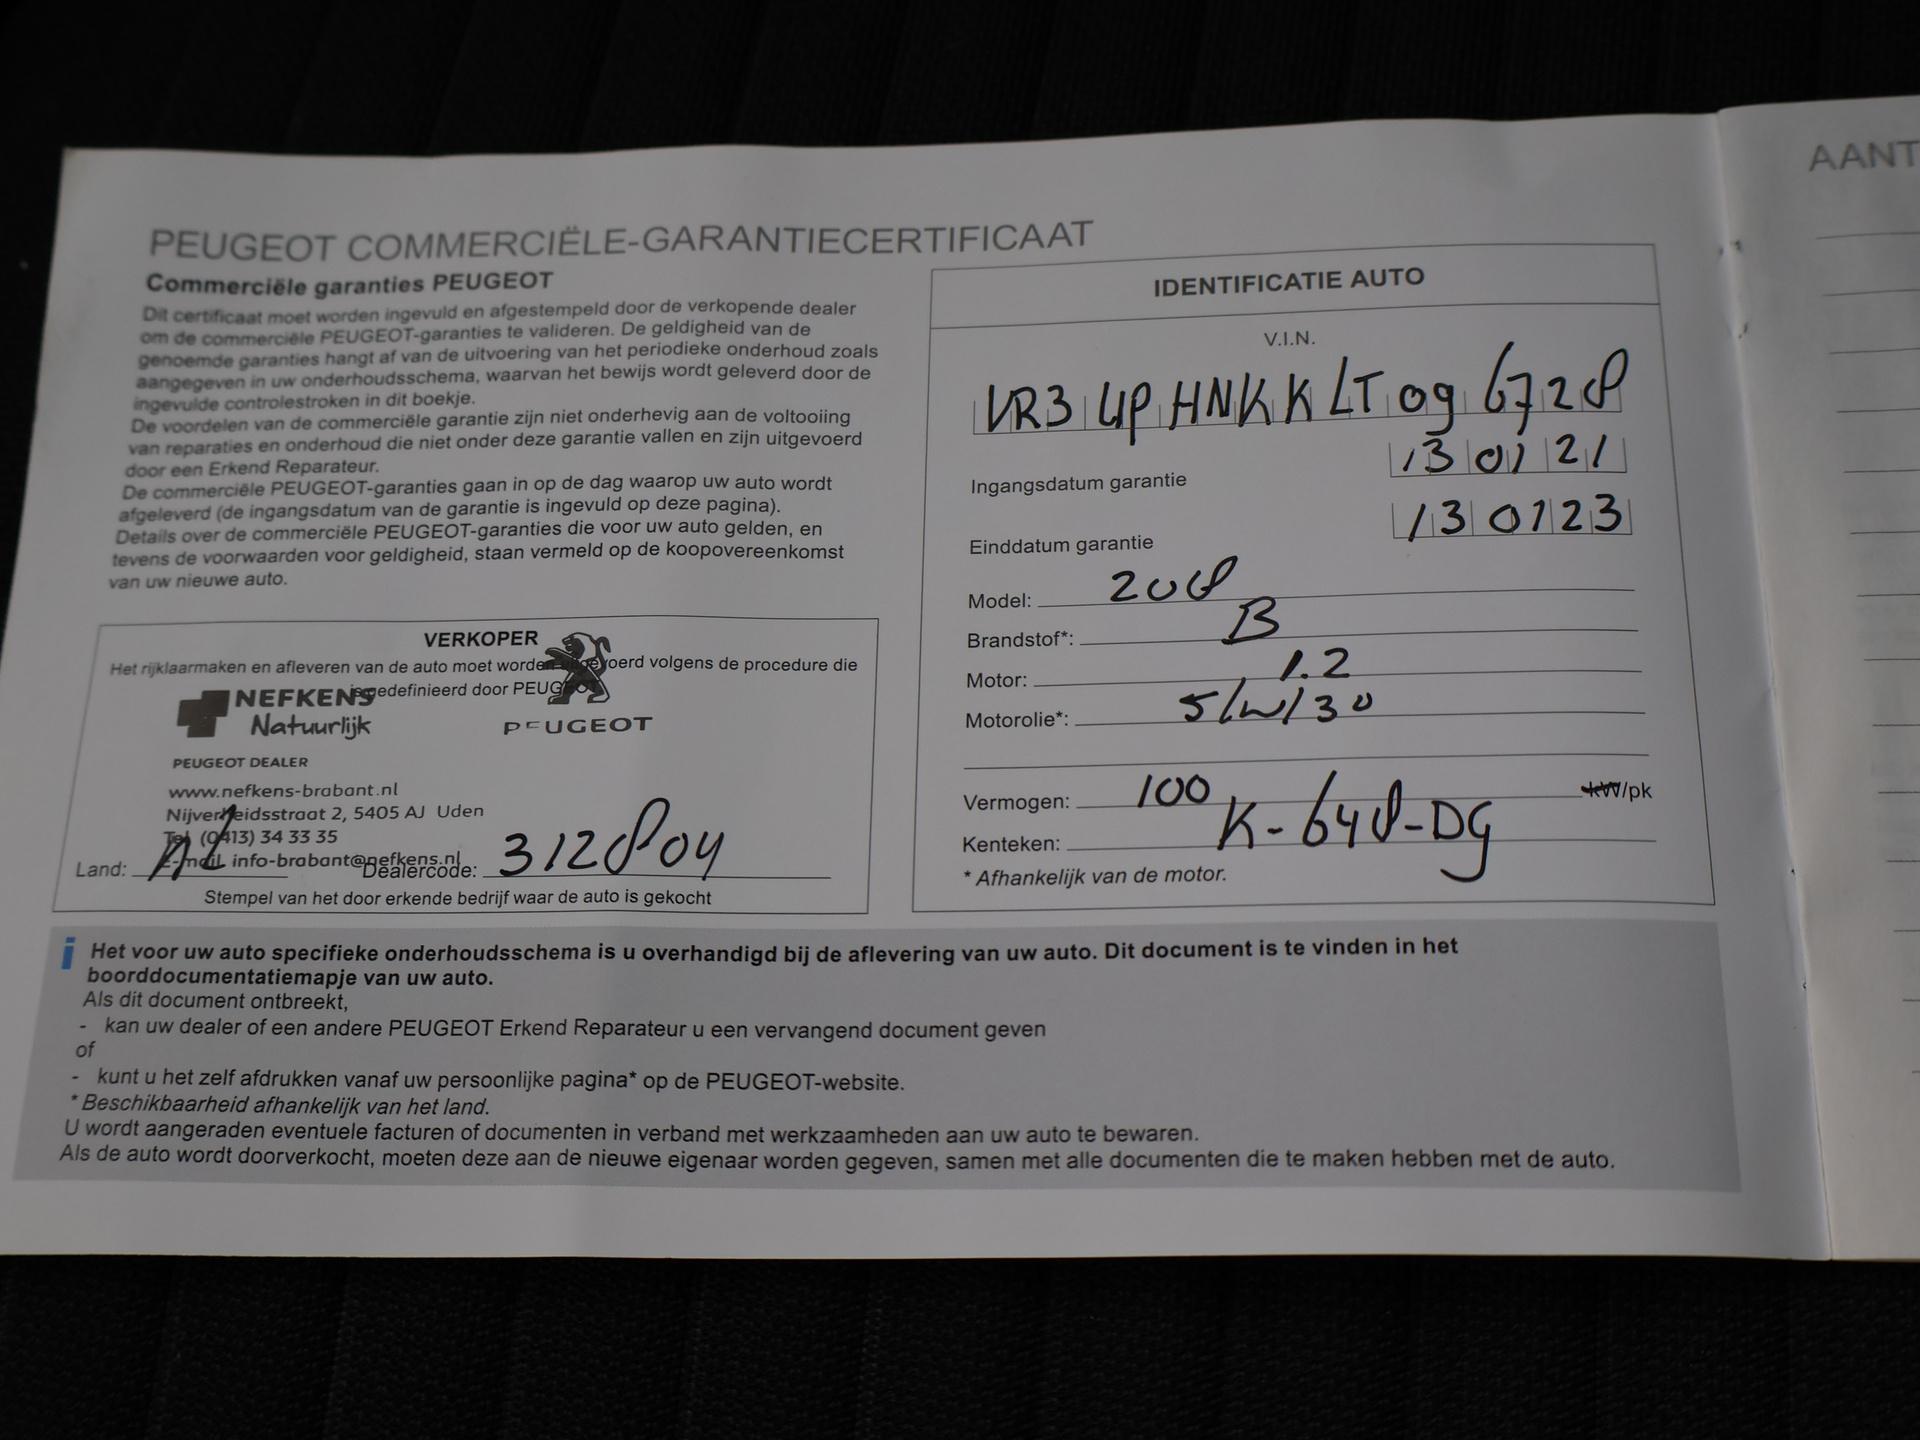 PEUGEOT COMMERCIËLE-GARANTIECERTIFICAAT
Commerciële garanties PEUGEOT
Dit certificaat moet worden ingevuld en afgestempeld door de verkopende dealer
om de commerciële PEUGEOT-garanties te valideren. De geldigheid van de
genoemde garanties hangt af van de uitvoering van het periodieke onderhoud zoals
aangegeven in uw onderhoudsschema, waarvan het bewijs wordt geleverd door de
ingevulde controlestroken in dit boekje.
De voordelen van de commerciële garantie zijn niet onderhevig aan de voltooiing
van reparaties en onderhoud die niet onder deze garantie vallen en zijn uitgevoerd
door een Erkend Reparateur.
De commerciële PEUGEOT-garanties gaan in op de dag waarop uw auto wordt
afgeleverd (de ingangsdatum van de garantie is ingevuld op deze pagina).
Details over de commerciële PEUGEOT-garanties die voor uw auto gelden, en
tevens de voorwaarden voor geldigheid, staan vermeld op de koopovereenkomst
van uw nieuwe auto.
VERKOPER
Het rijklaarmaken en afleveren van de auto moet worden uitgevoerd volgens de procedure die
is gedefinieerd door PEUGEOT
NEFKENS
Natuurlijk
PEUGEOT
PEUGEOT DEALER
www.nefkens-brabant.nl
Nijverheidsstraat 2, 5405 AJ Uden
Tel. (0413) 34 33 35
E-mail info-brabant@nefkens.nl
Land: NL Dealercode: 312804
Stempel van het door erkende bedrijf waar de auto is gekocht
IDENTIFICATIE AUTO
V.I.N.
VR3UPHNKKLT096728
Ingangsdatum garantie 130121
Einddatum garantie 130123
Model: 208
Brandstof*: B
Motor: 1.2
Motorolie*: 5/W/30
Vermogen: 100 kW/pk
Kenteken: K-648-DG
* Afhankelijk van de motor.
i Het voor uw auto specifieke onderhoudsschema is u overhandigd bij de aflevering van uw auto. Dit document is te vinden in het
boorddocumentatiemapje van uw auto.
Als dit document ontbreekt,
- kan uw dealer of een andere PEUGEOT Erkend Reparateur u een vervangend document geven
of
- kunt u het zelf afdrukken vanaf uw persoonlijke pagina* op de PEUGEOT-website.
* Beschikbaarheid afhankelijk van het land.
U wordt aangeraden eventuele facturen of documenten in verband met werkzaamheden aan uw auto te bewaren.
Als de auto wordt doorverkocht, moeten deze aan de nieuwe eigenaar worden gegeven, samen met alle documenten die te maken hebben met de auto.
AANT